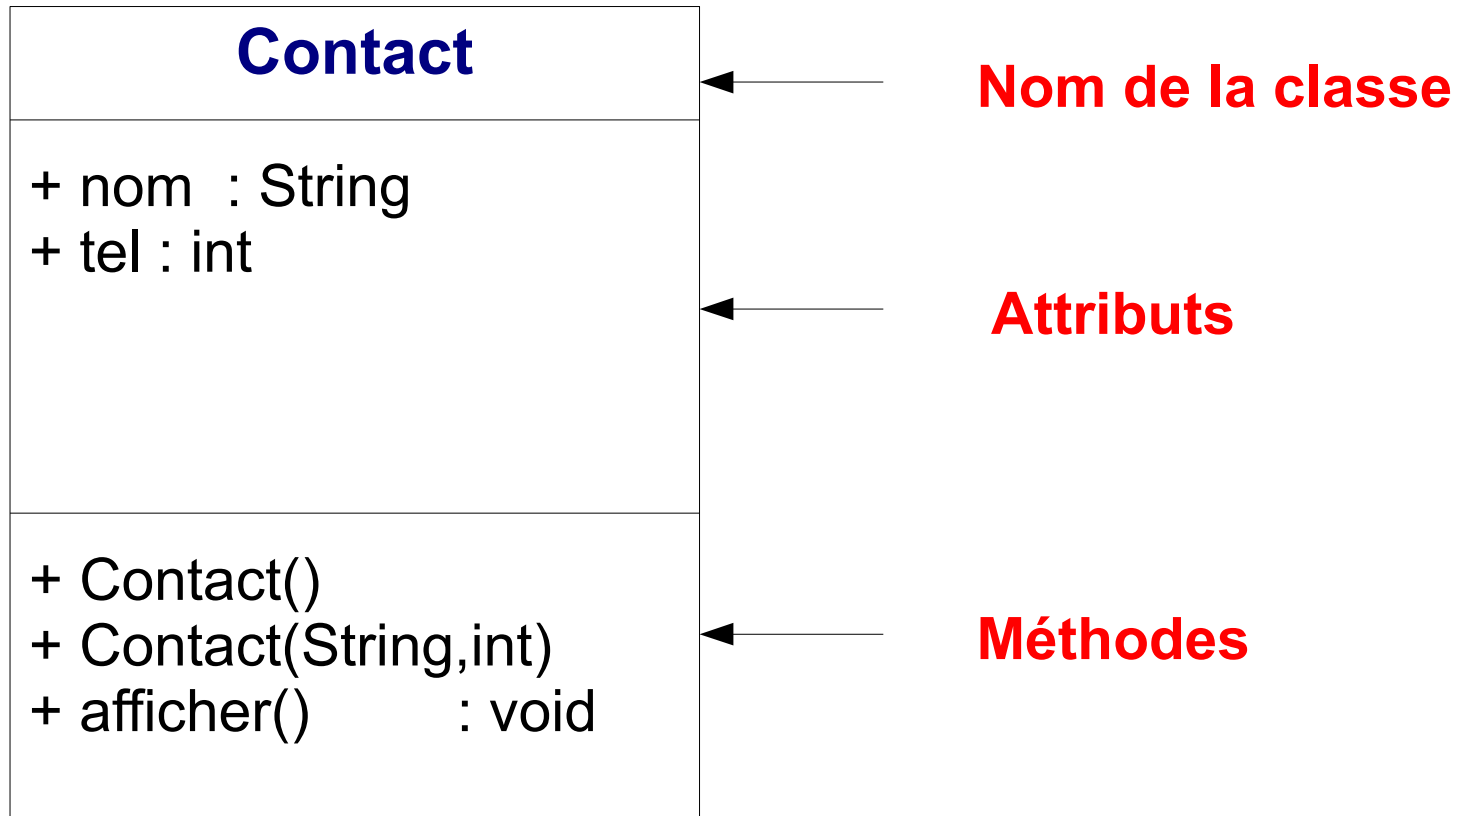 Contact
Nom de la classe
+ nom : String
+ tel : int
Attributs
+ Contact()
+ Contact(String,int)
+ afficher() : void
Méthodes